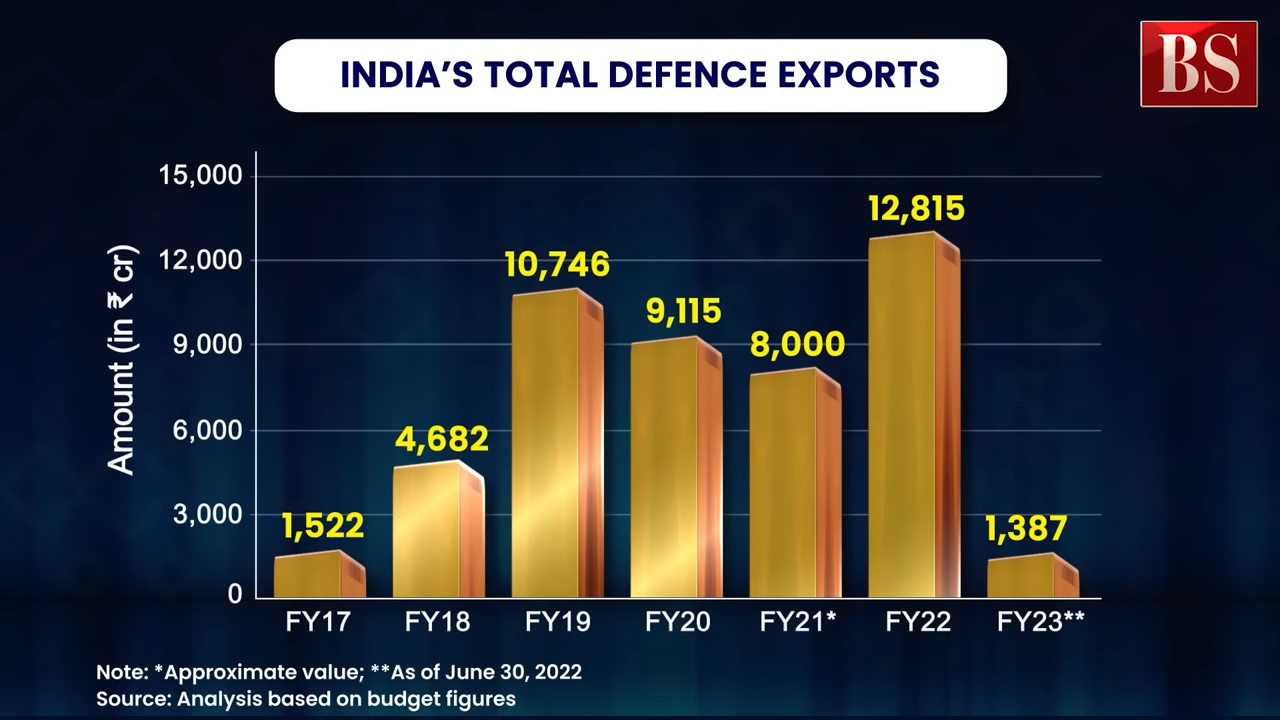 INDIA’S TOTAL DEFENCE EXPORTS
BS
Amount (in ₹ cr)
15,000
12,000
9,000
6,000
3,000
0
1,522
4,682
10,746
9,115
8,000
12,815
1,387
FY17
FY18
FY19
FY20
FY21*
FY22
FY23**
Note: *Approximate value; **As of June 30, 2022
Source: Analysis based on budget figures